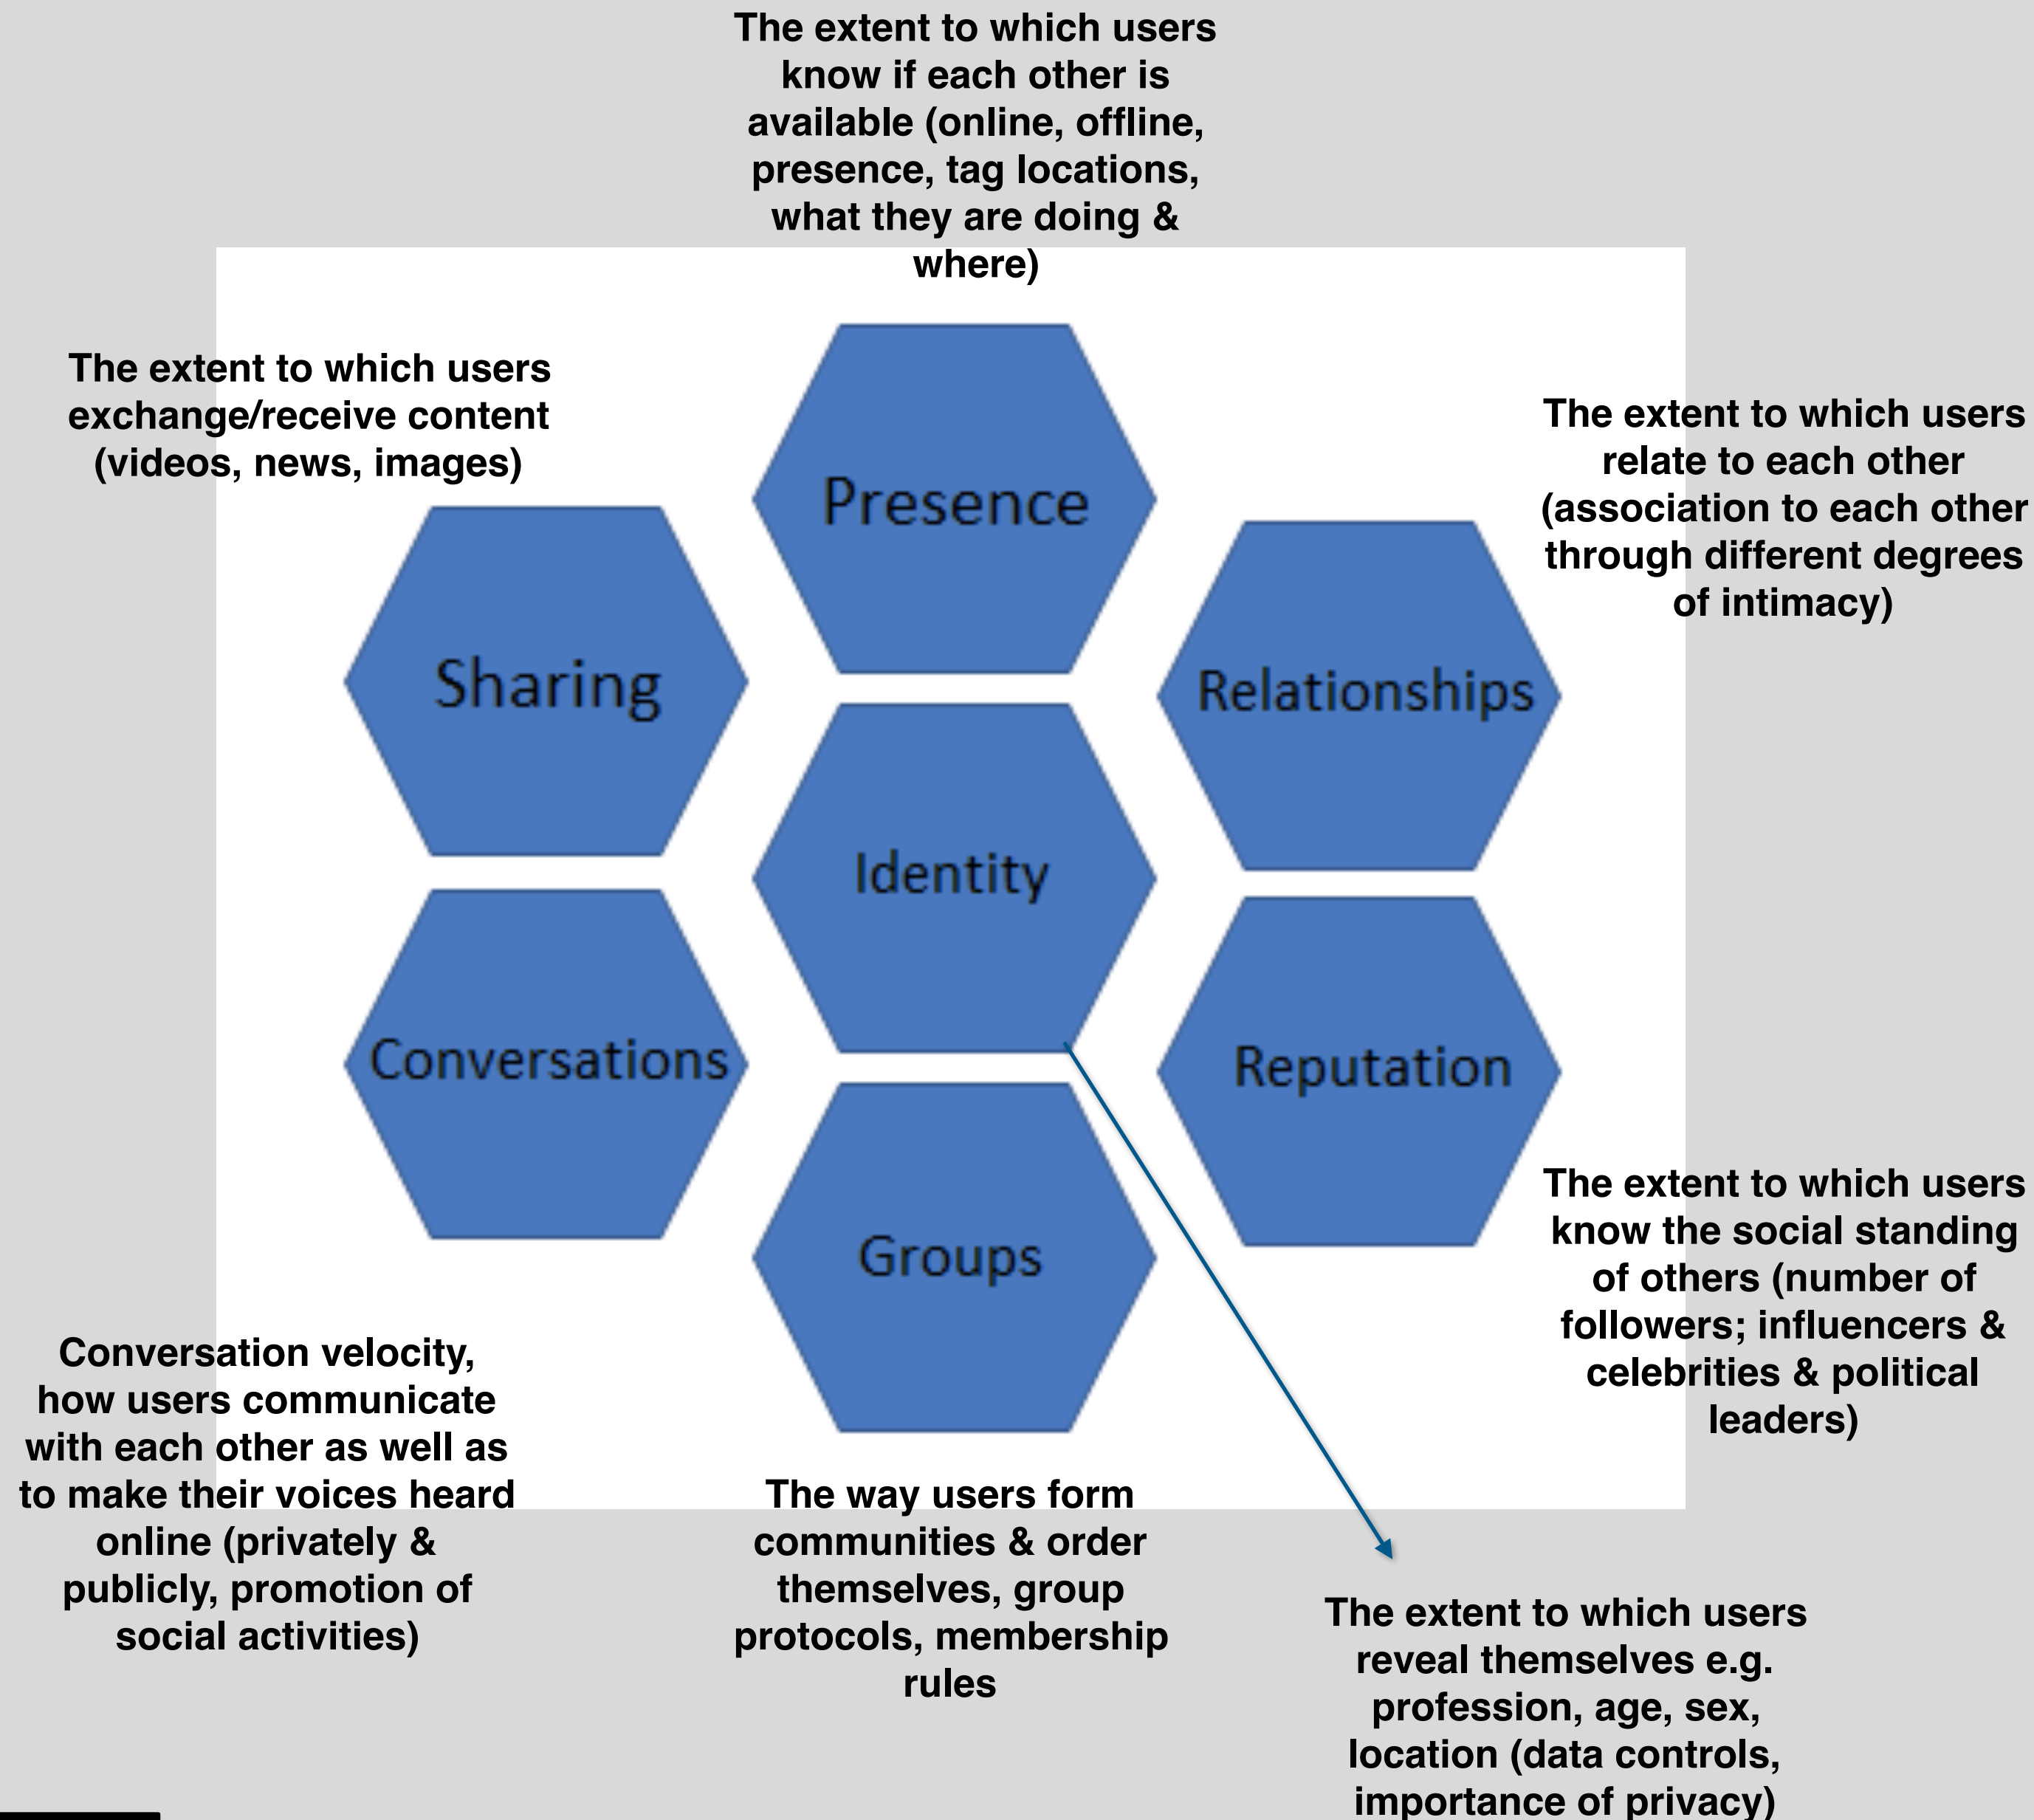 The extent to which users
know if each other is
available (online, offline,
presence, tag locations,
what they are doing &
where)
The extent to which users
exchange/receive content
(videos, news, images)
The extent to which users
relate to each other
(association to each other
through different degrees
of intimacy)
Presence
Sharing
Relationships
Identity
Conversations
Reputation
Groups
The extent to which users
know the social standing
of others (number of
followers; influencers &
celebrities & political
leaders)
Conversation velocity,
how users communicate
with each other as well as
to make their voices heard
online (privately &
publicly, promotion of
social activities)
The way users form
communities & order
themselves, group
protocols, membership
rules
The extent to which users
reveal themselves e.g.
profession, age, sex,
location (data controls,
importance of privacy)